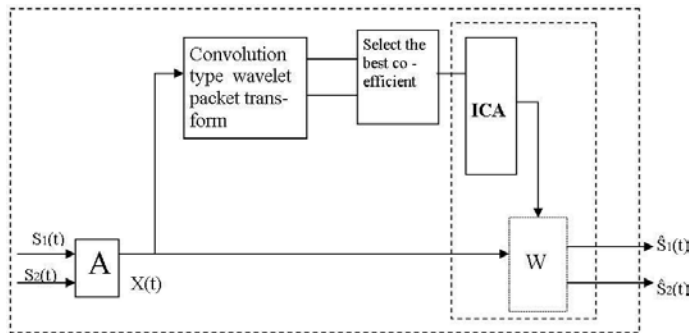 Convolution
type wavelet
packet trans-
form
Select the
best co -
efficient
ICA
S1(t)
S2(t)
A
X(t)
W
Ŝ1(t)
Ŝ2(t)